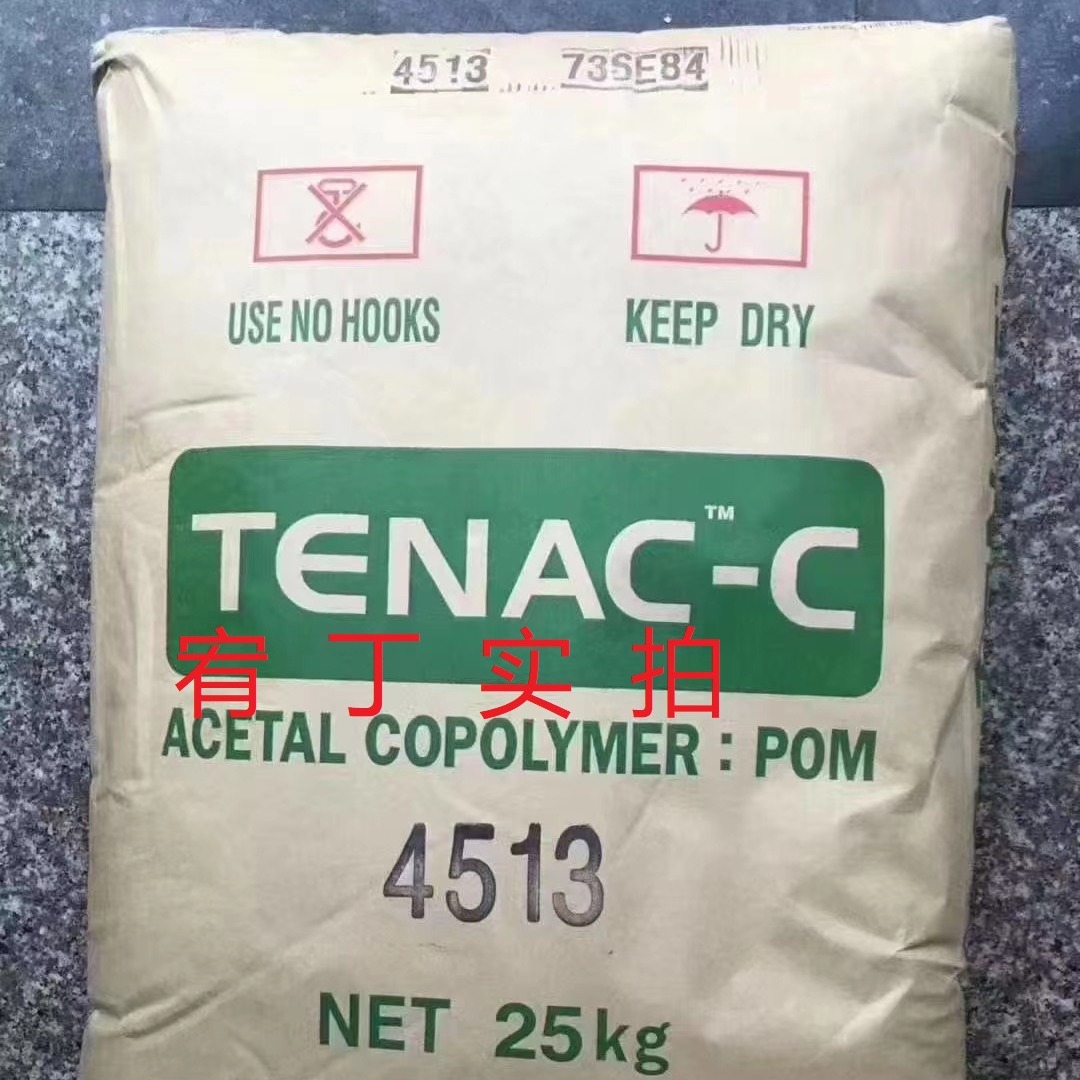 4513 73SE84
USE NO HOOKS KEEP DRY
TENAC™-C
宥丁实拍
ACETAL COPOLYMER : POM
4513
NET 25kg